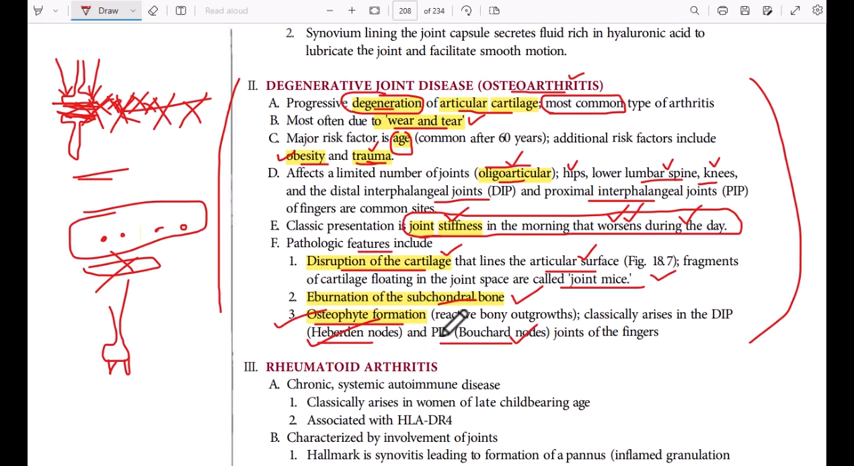 Draw
Read aloud
208 of 234
2. Synovium lining the joint capsule secretes fluid rich in hyaluronic acid to
lubricate the joint and facilitate smooth motion.
II. DEGENERATIVE JOINT DISEASE (OSTEOARTHRITIS)
A. Progressive degeneration of articular cartilage; most common type of arthritis
B. Most often due to 'wear and tear'
C. Major risk factor is age (common after 60 years); additional risk factors include
obesity and trauma.
D. Affects a limited number of joints (oligoarticular); hips, lower lumbar spine, knees,
and the distal interphalangeal joints (DIP) and proximal interphalangeal joints (PIP)
of fingers are common sites.
E. Classic presentation is joint stiffness in the morning that worsens during the day.
F. Pathologic features include
1. Disruption of the cartilage that lines the articular surface (Fig. 18.7); fragments
of cartilage floating in the joint space are called 'joint mice.'
2. Eburnation of the subchondral bone
3. Osteophyte formation (reactive bony outgrowths); classically arises in the DIP
(Heberden nodes) and PIP (Bouchard nodes) joints of the fingers
III. RHEUMATOID ARTHRITIS
A. Chronic, systemic autoimmune disease
1. Classically arises in women of late childbearing age
2. Associated with HLA-DR4
B. Characterized by involvement of joints
1. Hallmark is synovitis leading to formation of a pannus (inflamed granulation